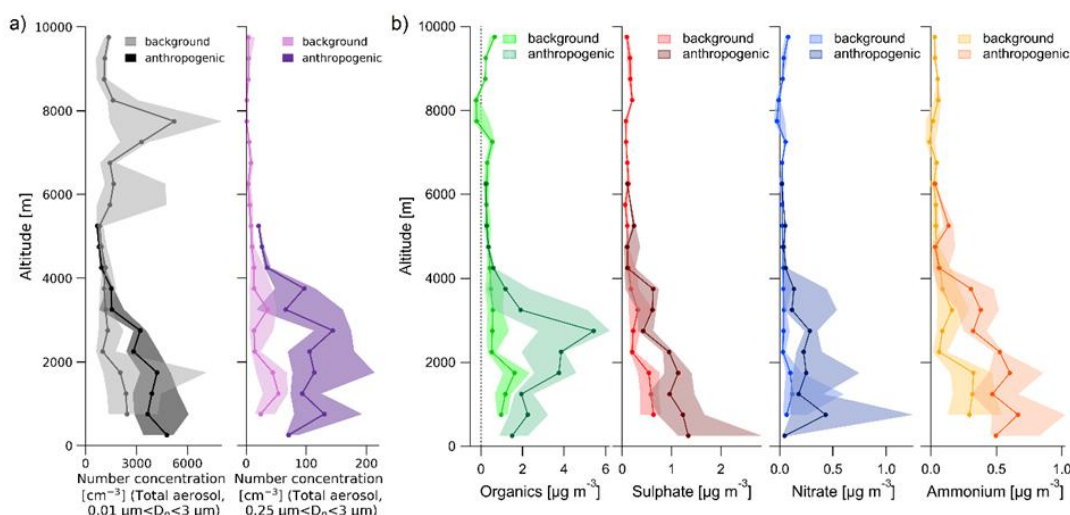 a)
b)
Altitude [m]
10000
8000
6000
4000
2000
0
background
anthropogenic
0 3000 6000
Number concentration
[cm⁻³] (Total aerosol,
0.01 µm<Dₚ<3 µm)
background
anthropogenic
0 100 200
Number concentration
[cm⁻³] (Total aerosol,
0.25 µm<Dₚ<3 µm)
Altitude [m]
10000
8000
6000
4000
2000
0
background
anthropogenic
0 2 4 6
Organics [µg m⁻³]
background
anthropogenic
0 1 2
Sulphate [µg m⁻³]
background
anthropogenic
0.0 0.5 1.0
Nitrate [µg m⁻³]
background
anthropogenic
0.0 0.5 1.0
Ammonium [µg m⁻³]